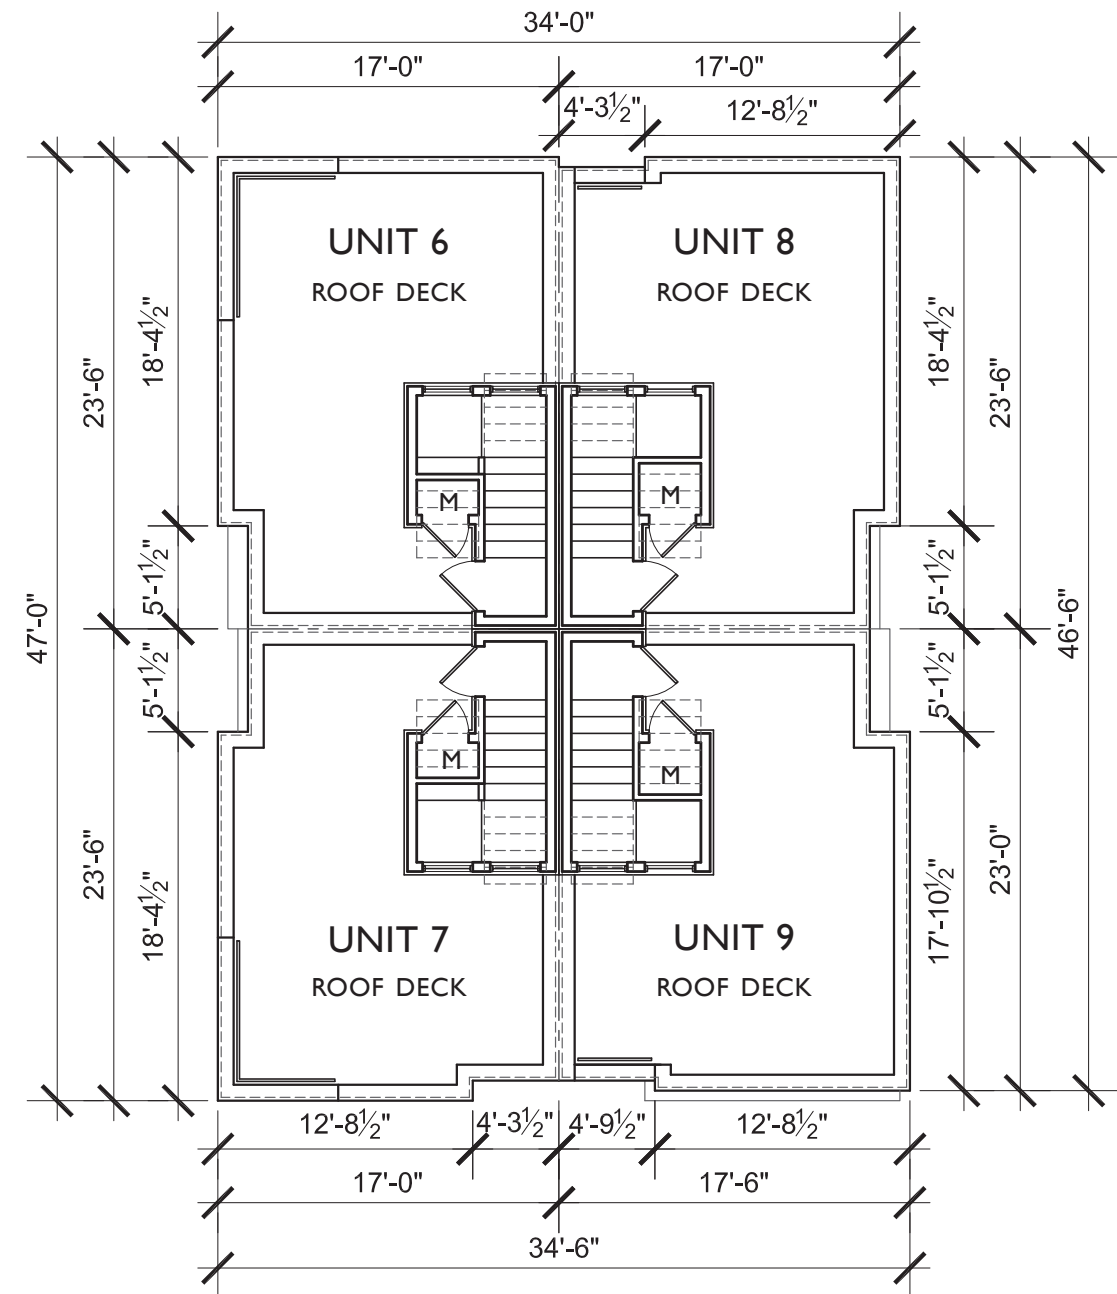 34'-0"
17'-0" 17'-0"
4'-3½" 12'-8½"
UNIT 6 UNIT 8
ROOF DECK ROOF DECK
18'-4½" 18'-4½"
23'-6" 23'-6"
M M
5'-1½" 5'-1½"
47'-0" 46'-6"
5'-1½" 5'-1½"
M M
23'-6" 23'-0"
18'-4½" 17'-10½"
UNIT 7 UNIT 9
ROOF DECK ROOF DECK
12'-8½" 4'-3½" 4'-9½" 12'-8½"
17'-0" 17'-6"
34'-6"